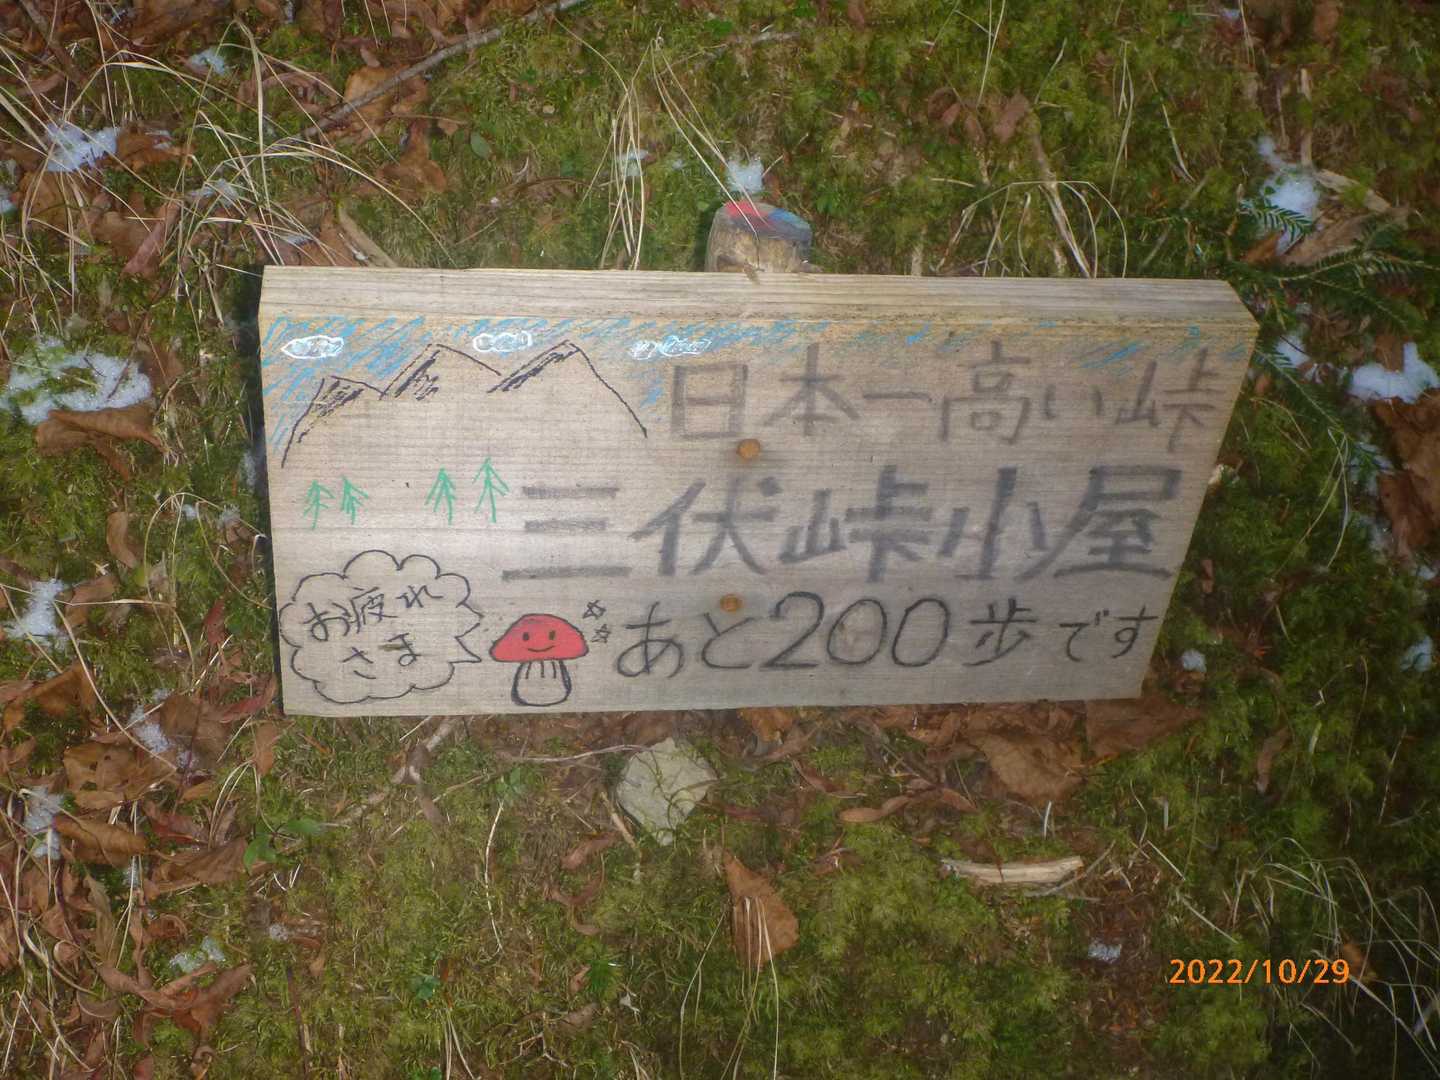 日本一高い峠
三伏峠小屋
お疲れ
さま
あと200歩です
2022/10/29